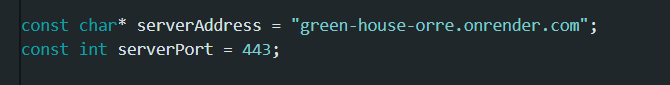 const char* serverAddress = "green-house-orre.onrender.com";
const int serverPort = 443;